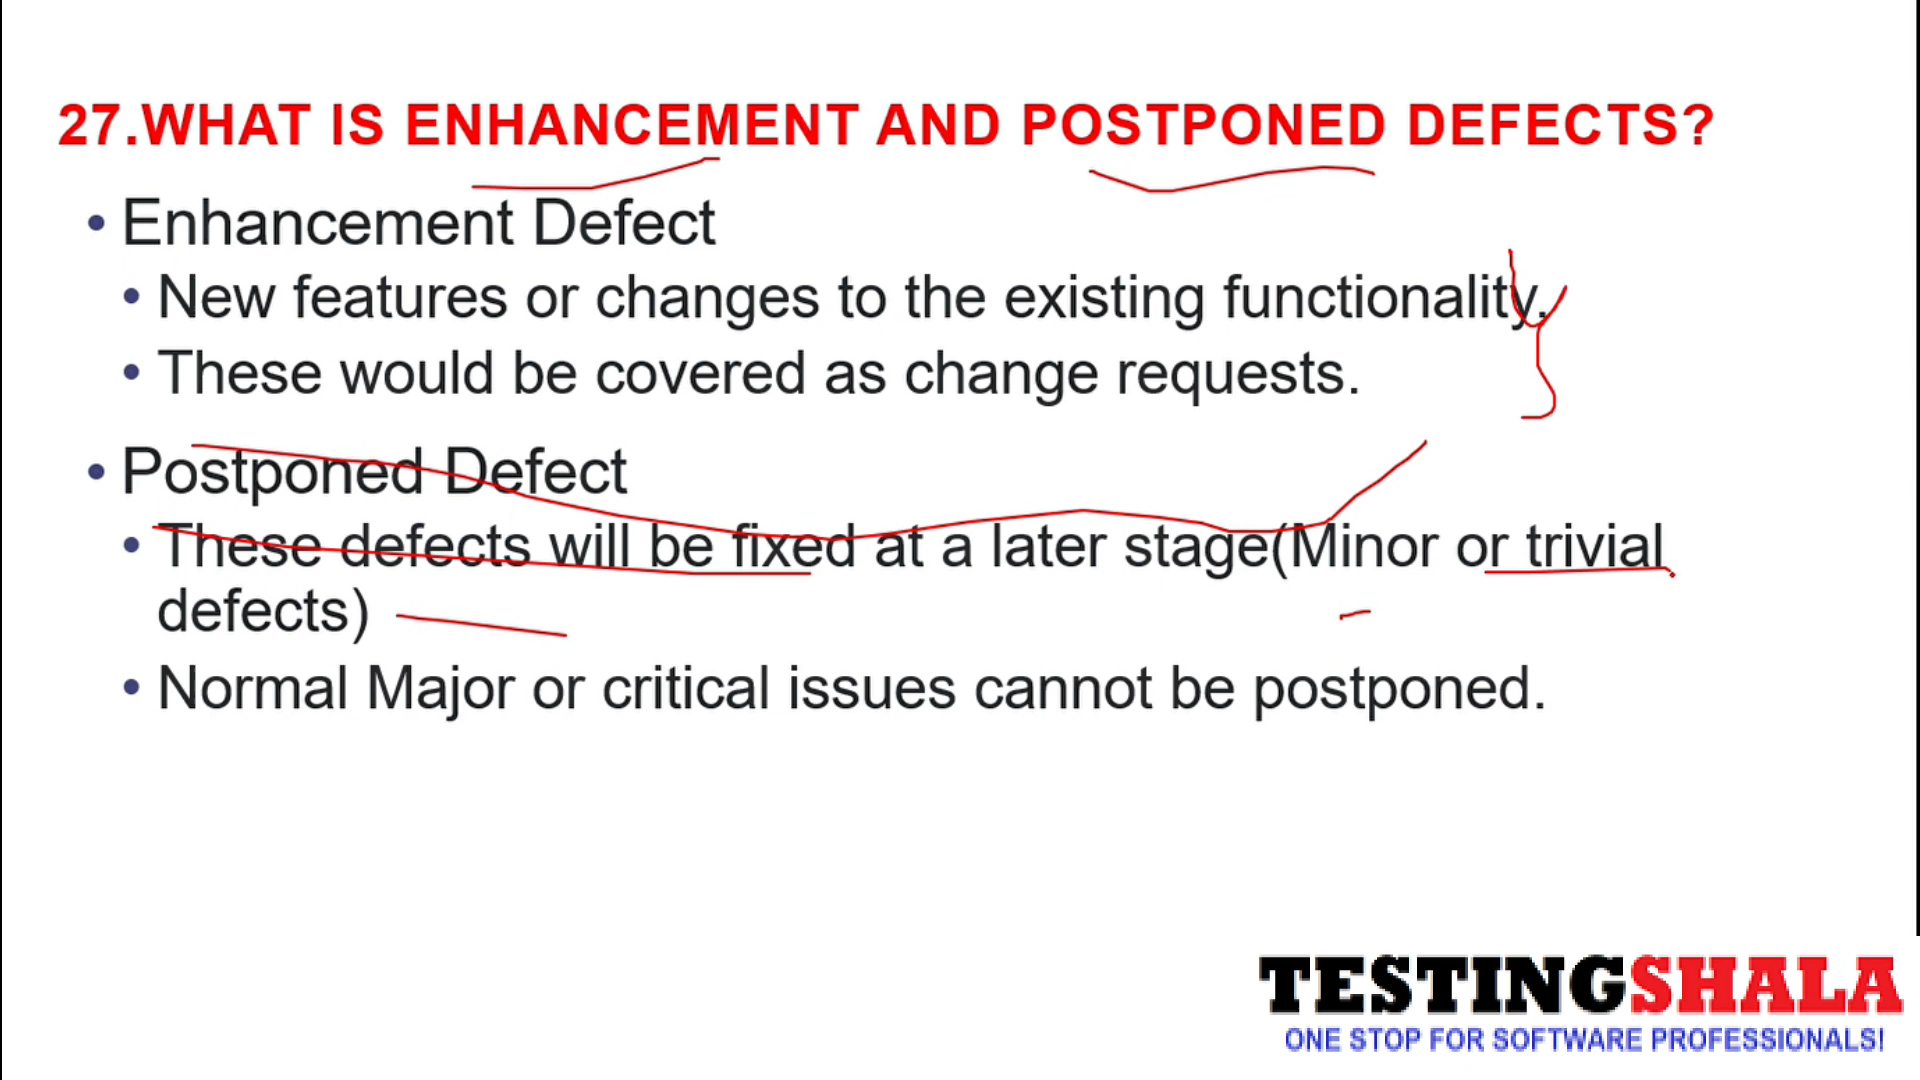 27.WHAT IS ENHANCEMENT AND POSTPONED DEFECTS?
• Enhancement Defect
• New features or changes to the existing functionality.
• These would be covered as change requests.
• Postponed Defect
• These defects will be fixed at a later stage(Minor or trivial
defects)
• Normal Major or critical issues cannot be postponed.
TESTINGSHALA
ONE STOP FOR SOFTWARE PROFESSIONALS!